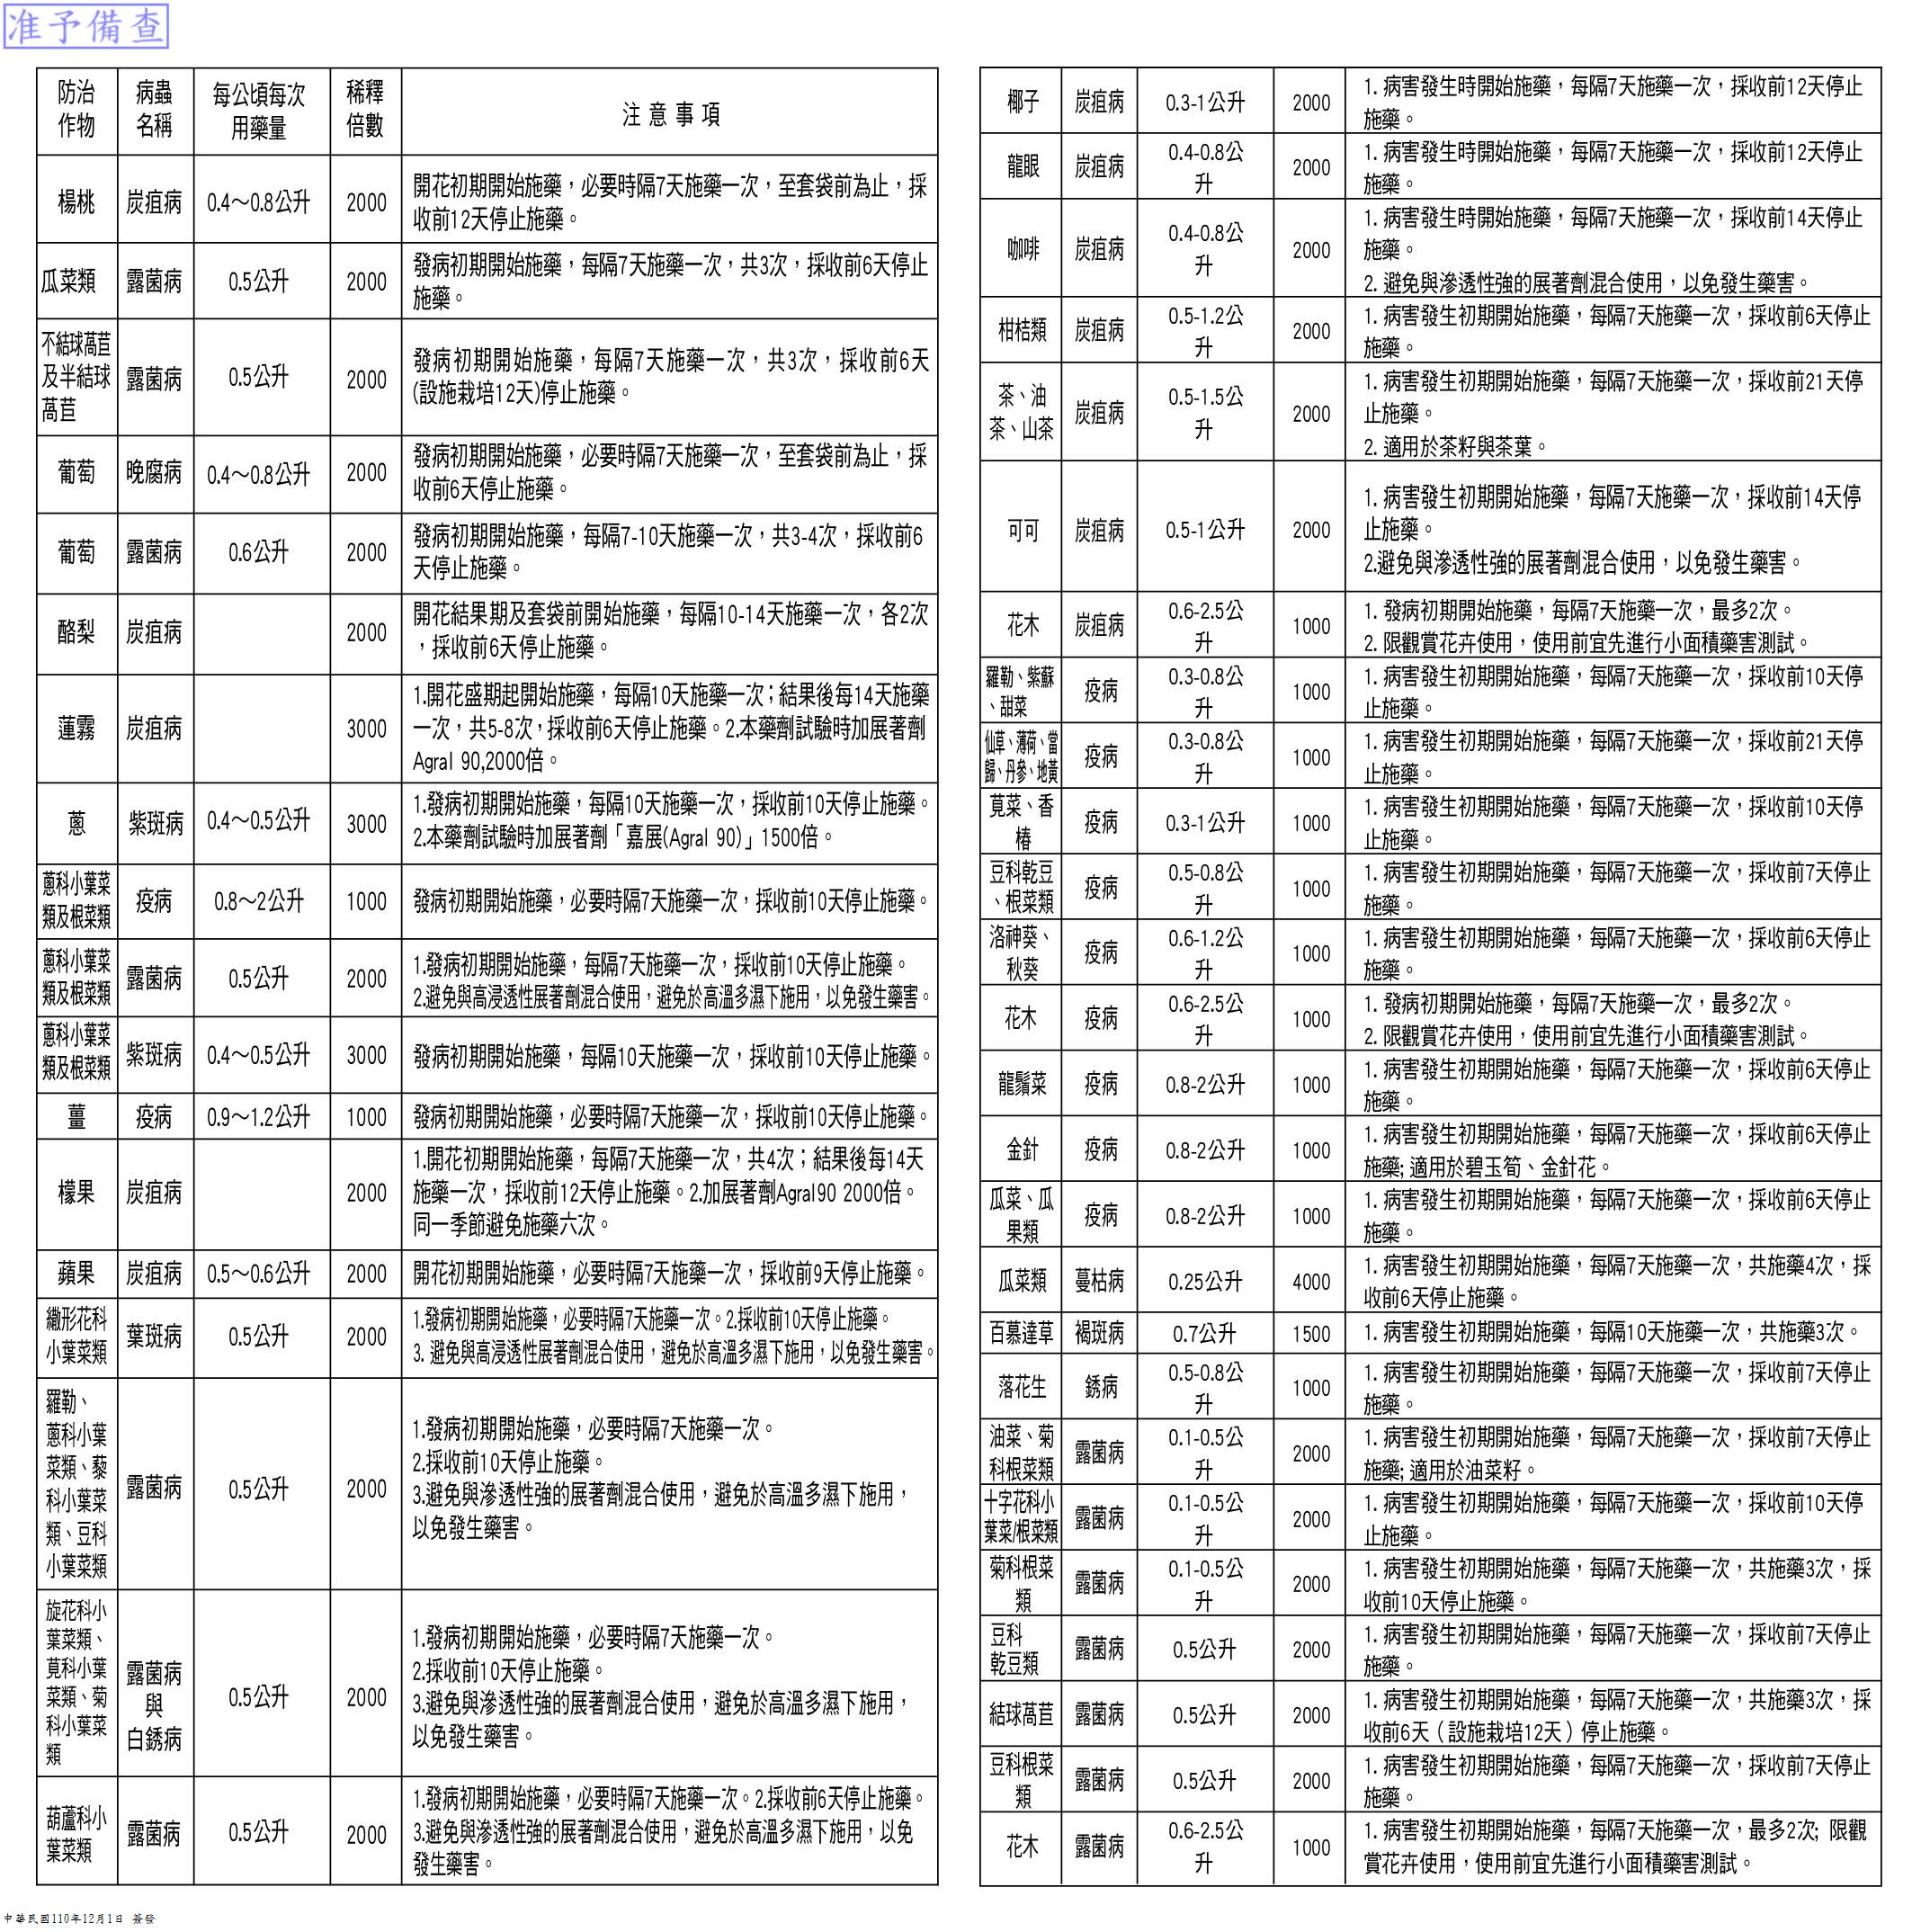 准予備查
防治
作物
病蟲
名稱
每公頃每次
用藥量
稀釋
倍數
注意事項
楊桃
炭疽病
0.4～0.8公升
2000
開花初期開始施藥，必要時隔7天施藥一次，至套袋前為止，採
收前12天停止施藥。
瓜菜類
露菌病
0.5公升
2000
發病初期開始施藥，每隔7天施藥一次，共3次，採收前6天停止
施藥。
不結球萵苣
及半結球
萵苣
露菌病
0.5公升
2000
發病初期開始施藥，每隔7天施藥一次，共3次，採收前6天
(設施栽培12天)停止施藥。
葡萄
晚腐病
0.4～0.8公升
2000
發病初期開始施藥，必要時隔7天施藥一次，至套袋前為止，採
收前6天停止施藥。
葡萄
露菌病
0.6公升
2000
發病初期開始施藥，每隔7-10天施藥一次，共3-4次，採收前6
天停止施藥。
酪梨
炭疽病
2000
開花結果期及套袋前開始施藥，每隔10-14天施藥一次，各2次
，採收前6天停止施藥。
蓮霧
炭疽病
3000
1.開花盛期起開始施藥，每隔10天施藥一次；結果後每14天施藥
一次，共5-8次，採收前6天停止施藥。2.本藥劑試驗時加展著劑
Agral 90,2000倍。
蔥
紫斑病
0.4～0.5公升
3000
1.發病初期開始施藥，每隔10天施藥一次，採收前10天停止施藥。
2.本藥劑試驗時加展著劑「嘉展(Agral 90)」1500倍。
蔥科小葉菜
類及根菜類
疫病
0.8～2公升
1000
發病初期開始施藥，必要時隔7天施藥一次，採收前10天停止施藥。
蔥科小葉菜
類及根菜類
露菌病
0.5公升
2000
1.發病初期開始施藥，每隔7天施藥一次，採收前10天停止施藥。
2.避免與高浸透性展著劑混合使用，避免於高溫多濕下施用，以免發生藥害。
蔥科小葉菜
類及根菜類
紫斑病
0.4～0.5公升
3000
發病初期開始施藥，每隔10天施藥一次，採收前10天停止施藥。
薑
疫病
0.9～1.2公升
1000
發病初期開始施藥，必要時隔7天施藥一次，採收前10天停止施藥。
檬果
炭疽病
2000
1.開花初期開始施藥，每隔7天施藥一次，共4次；結果後每14天
施藥一次，採收前12天停止施藥。2.加展著劑Agral90 2000倍。
同一季節避免施藥六次。
蘋果
炭疽病
0.5～0.6公升
2000
開花初期開始施藥，必要時隔7天施藥一次，採收前9天停止施藥。
繖形花科
小葉菜類
葉斑病
0.5公升
2000
1.發病初期開始施藥，必要時隔7天施藥一次。2.採收前10天停止施藥。
3. 避免與高浸透性展著劑混合使用，避免於高溫多濕下施用，以免發生藥害。
羅勒、
蔥科小葉
菜類、藜
科小葉菜
類、豆科
小葉菜類
露菌病
0.5公升
2000
1.發病初期開始施藥，必要時隔7天施藥一次。
2.採收前10天停止施藥。
3.避免與滲透性強的展著劑混合使用，避免於高溫多濕下施用，
以免發生藥害。
旋花科小
葉菜類、
莧科小葉
菜類、菊
科小葉菜
類
露菌病
與
白銹病
0.5公升
2000
1.發病初期開始施藥，必要時隔7天施藥一次。
2.採收前10天停止施藥。
3.避免與滲透性強的展著劑混合使用，避免於高溫多濕下施用，
以免發生藥害。
葫蘆科小
葉菜類
露菌病
0.5公升
2000
1.發病初期開始施藥，必要時隔7天施藥一次。2.採收前6天停止施藥。
3.避免與滲透性強的展著劑混合使用，避免於高溫多濕下施用，以免
發生藥害。
椰子
炭疽病
0.3-1公升
2000
1. 病害發生時開始施藥，每隔7天施藥一次，採收前12天停止
施藥。
龍眼
炭疽病
0.4-0.8公
升
2000
1. 病害發生時開始施藥，每隔7天施藥一次，採收前12天停止
施藥。
咖啡
炭疽病
0.4-0.8公
升
2000
1. 病害發生時開始施藥，每隔7天施藥一次，採收前14天停止
施藥。
2. 避免與滲透性強的展著劑混合使用，以免發生藥害。
柑桔類
炭疽病
0.5-1.2公
升
2000
1. 病害發生初期開始施藥，每隔7天施藥一次，採收前6天停止
施藥。
茶、油
茶、山茶
炭疽病
0.5-1.5公
升
2000
1. 病害發生初期開始施藥，每隔7天施藥一次，採收前21天停
止施藥。
2. 適用於茶籽與茶葉。
可可
炭疽病
0.5-1公升
2000
1. 病害發生初期開始施藥，每隔7天施藥一次，採收前14天停
止施藥。
2.避免與滲透性強的展著劑混合使用，以免發生藥害。
花木
炭疽病
0.6-2.5公
升
1000
1. 發病初期開始施藥，每隔7天施藥一次，最多2次。
2. 限觀賞花卉使用，使用前宜先進行小面積藥害測試。
羅勒、紫蘇
、甜菜
疫病
0.3-0.8公
升
1000
1. 病害發生初期開始施藥，每隔7天施藥一次，採收前10天停
止施藥。
仙草、薄荷、當
歸、丹參、地黃
疫病
0.3-0.8公
升
1000
1. 病害發生初期開始施藥，每隔7天施藥一次，採收前21天停
止施藥。
莧菜、香
椿
疫病
0.3-1公升
1000
1. 病害發生初期開始施藥，每隔7天施藥一次，採收前10天停
止施藥。
豆科乾豆
、根菜類
疫病
0.5-0.8公
升
1000
1. 病害發生初期開始施藥，每隔7天施藥一次，採收前7天停止
施藥。
洛神葵、
秋葵
疫病
0.6-1.2公
升
1000
1. 病害發生初期開始施藥，每隔7天施藥一次，採收前6天停止
施藥。
花木
疫病
0.6-2.5公
升
1000
1. 發病初期開始施藥，每隔7天施藥一次，最多2次。
2. 限觀賞花卉使用，使用前宜先進行小面積藥害測試。
龍鬚菜
疫病
0.8-2公升
1000
1. 病害發生初期開始施藥，每隔7天施藥一次，採收前6天停止
施藥。
金針
疫病
0.8-2公升
1000
1. 病害發生初期開始施藥，每隔7天施藥一次，採收前6天停止
施藥; 適用於碧玉筍、金針花。
瓜菜、瓜
果類
疫病
0.8-2公升
1000
1. 病害發生初期開始施藥，每隔7天施藥一次，採收前6天停止
施藥。
瓜菜類
蔓枯病
0.25公升
4000
1. 病害發生初期開始施藥，每隔7天施藥一次，共施藥4次，採
收前6天停止施藥。
百慕達草
褐斑病
0.7公升
1500
1. 病害發生初期開始施藥，每隔10天施藥一次，共施藥3次。
落花生
銹病
0.5-0.8公
升
1000
1. 病害發生初期開始施藥，每隔7天施藥一次，採收前7天停止
施藥。
油菜、菊
科根菜類
露菌病
0.1-0.5公
升
2000
1. 病害發生初期開始施藥，每隔7天施藥一次，採收前7天停止
施藥; 適用於油菜籽。
十字花科小
葉菜/根菜類
露菌病
0.1-0.5公
升
2000
1. 病害發生初期開始施藥，每隔7天施藥一次，採收前10天停
止施藥。
菊科根菜
類
露菌病
0.1-0.5公
升
2000
1. 病害發生初期開始施藥，每隔7天施藥一次，共施藥3次，採
收前10天停止施藥。
豆科
乾豆類
露菌病
0.5公升
2000
1. 病害發生初期開始施藥，每隔7天施藥一次，採收前7天停止
施藥。
結球萵苣
露菌病
0.5公升
2000
1. 病害發生初期開始施藥，每隔7天施藥一次，共施藥3次，採
收前6天（設施栽培12天）停止施藥。
豆科根菜
類
露菌病
0.5公升
2000
1. 病害發生初期開始施藥，每隔7天施藥一次，採收前7天停止
施藥。
花木
露菌病
0.6-2.5公
升
1000
1. 病害發生初期開始施藥，每隔7天施藥一次，最多2次; 限觀
賞花卉使用，使用前宜先進行小面積藥害測試。
中華民國110年12月1日 簽發